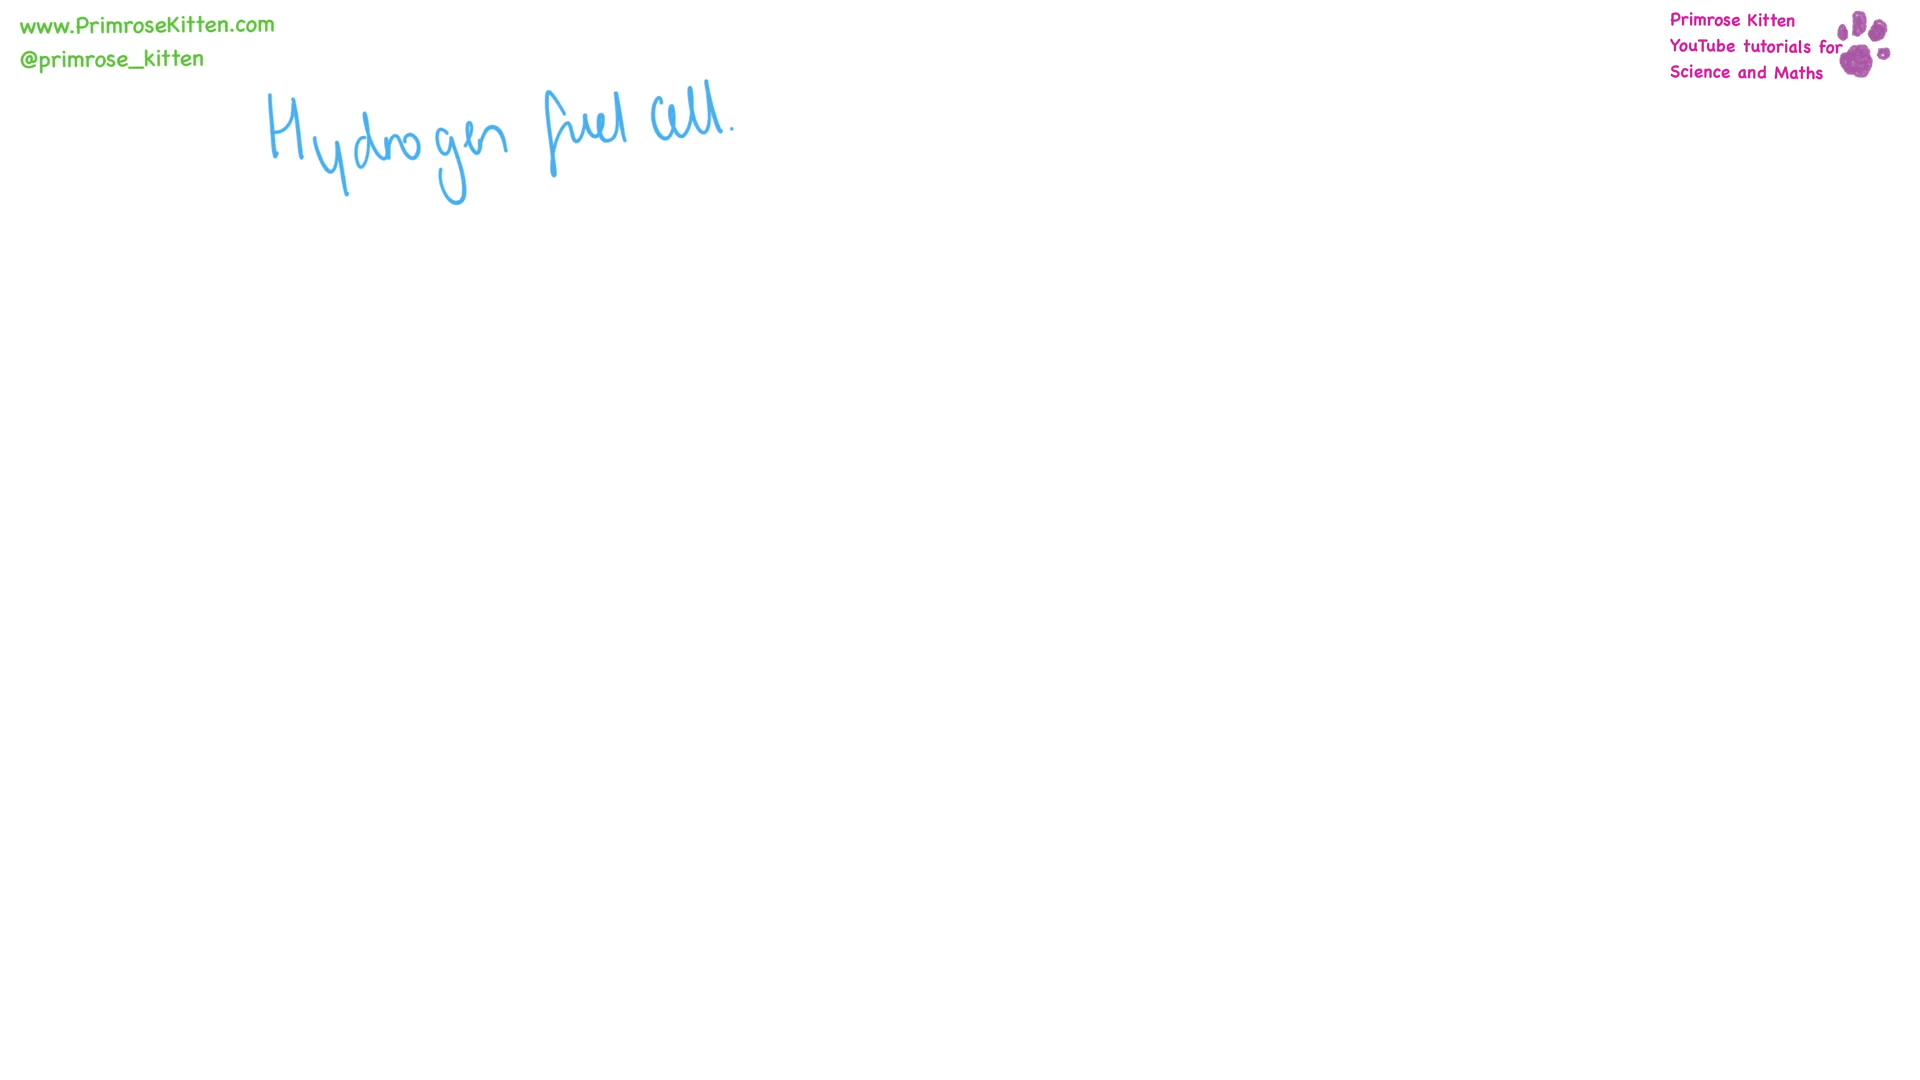 www.PrimroseKitten.com
@primrose_kitten
Primrose Kitten
YouTube tutorials for
Science and Maths
Hydrogen fuel cell.